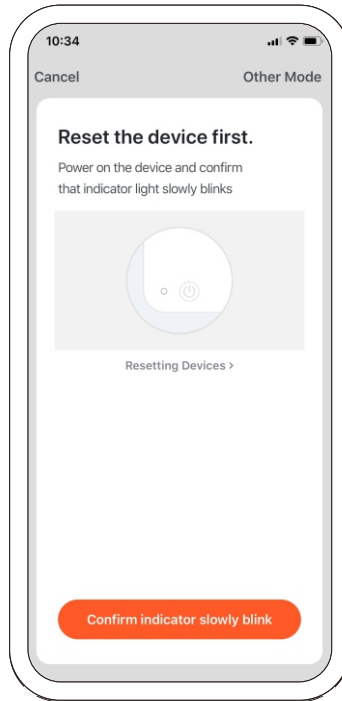 10:34
Cancel Other Mode
Reset the device first.
Power on the device and confirm
that indicator light slowly blinks
Resetting Devices >
Confirm indicator slowly blink